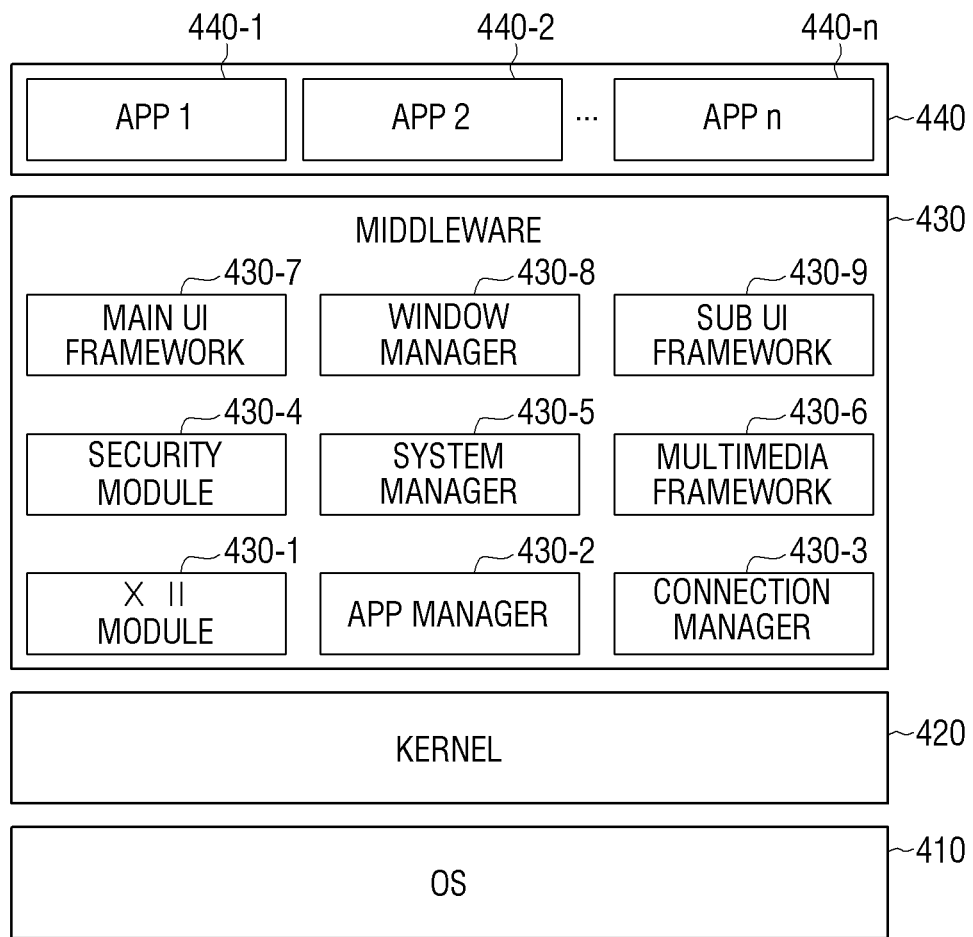 440-1 440-2 440-n
APP 1 APP 2 ... APP n 440
430
MIDDLEWARE
430-7 430-8 430-9
MAIN UI WINDOW SUB UI
FRAMEWORK MANAGER FRAMEWORK
430-4 430-5 430-6
SECURITY SYSTEM MULTIMEDIA
MODULE MANAGER FRAMEWORK
430-1 430-2 430-3
X II APP MANAGER CONNECTION
MODULE MANAGER
KERNEL 420
OS 410